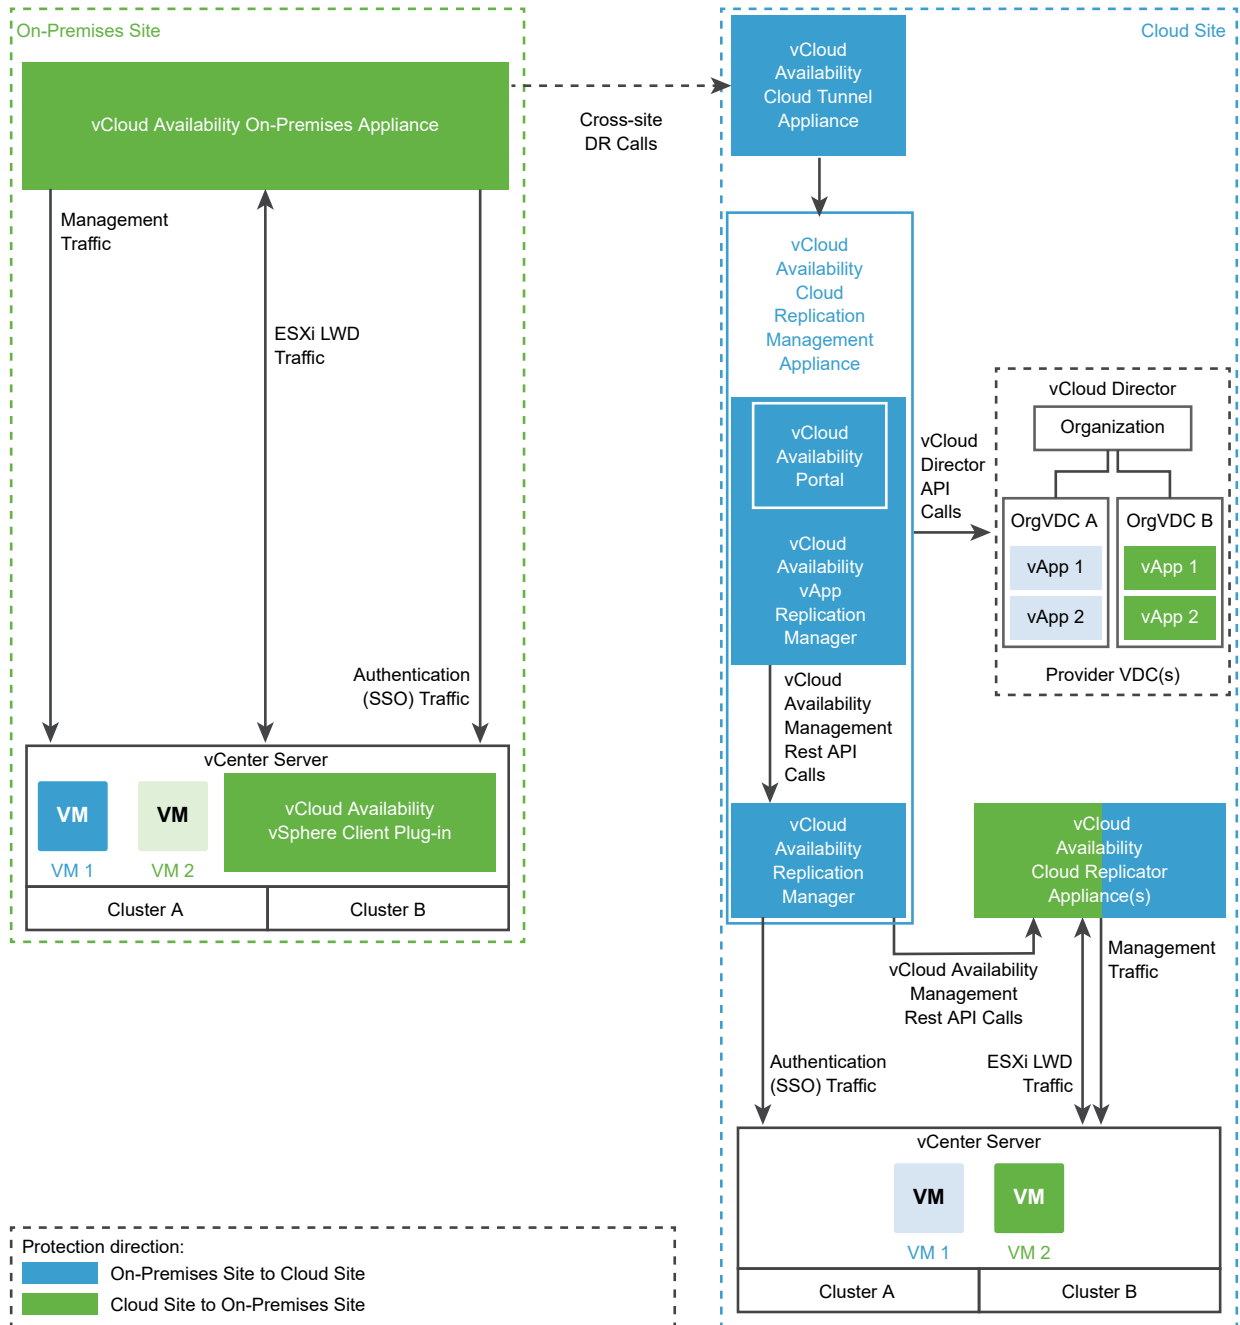 On-Premises Site
vCloud Availability On-Premises Appliance
Management
Traffic
ESXi LWD
Traffic
Authentication
(SSO) Traffic
vCenter Server
VM
VM 1
VM
VM 2
vCloud Availability
vSphere Client Plug-in
Cluster A
Cluster B
Cross-site
DR Calls
Cloud Site
vCloud
Availability
Cloud Tunnel
Appliance
vCloud
Availability
Cloud
Replication
Management
Appliance
vCloud
Availability
Portal
vCloud
Availability
vApp
Replication
Manager
vCloud
Director
API
Calls
vCloud Director
Organization
OrgVDC A
vApp 1
vApp 2
OrgVDC B
vApp 1
vApp 2
Provider VDC(s)
vCloud
Availability
Management
Rest API
Calls
vCloud
Availability
Replication
Manager
vCloud
Availability
Cloud Replicator
Appliance(s)
vCloud Availability
Management
Rest API Calls
Management
Traffic
Authentication
(SSO) Traffic
ESXi LWD
Traffic
vCenter Server
VM
VM 1
VM
VM 2
Cluster A
Cluster B
Protection direction:
On-Premises Site to Cloud Site
Cloud Site to On-Premises Site